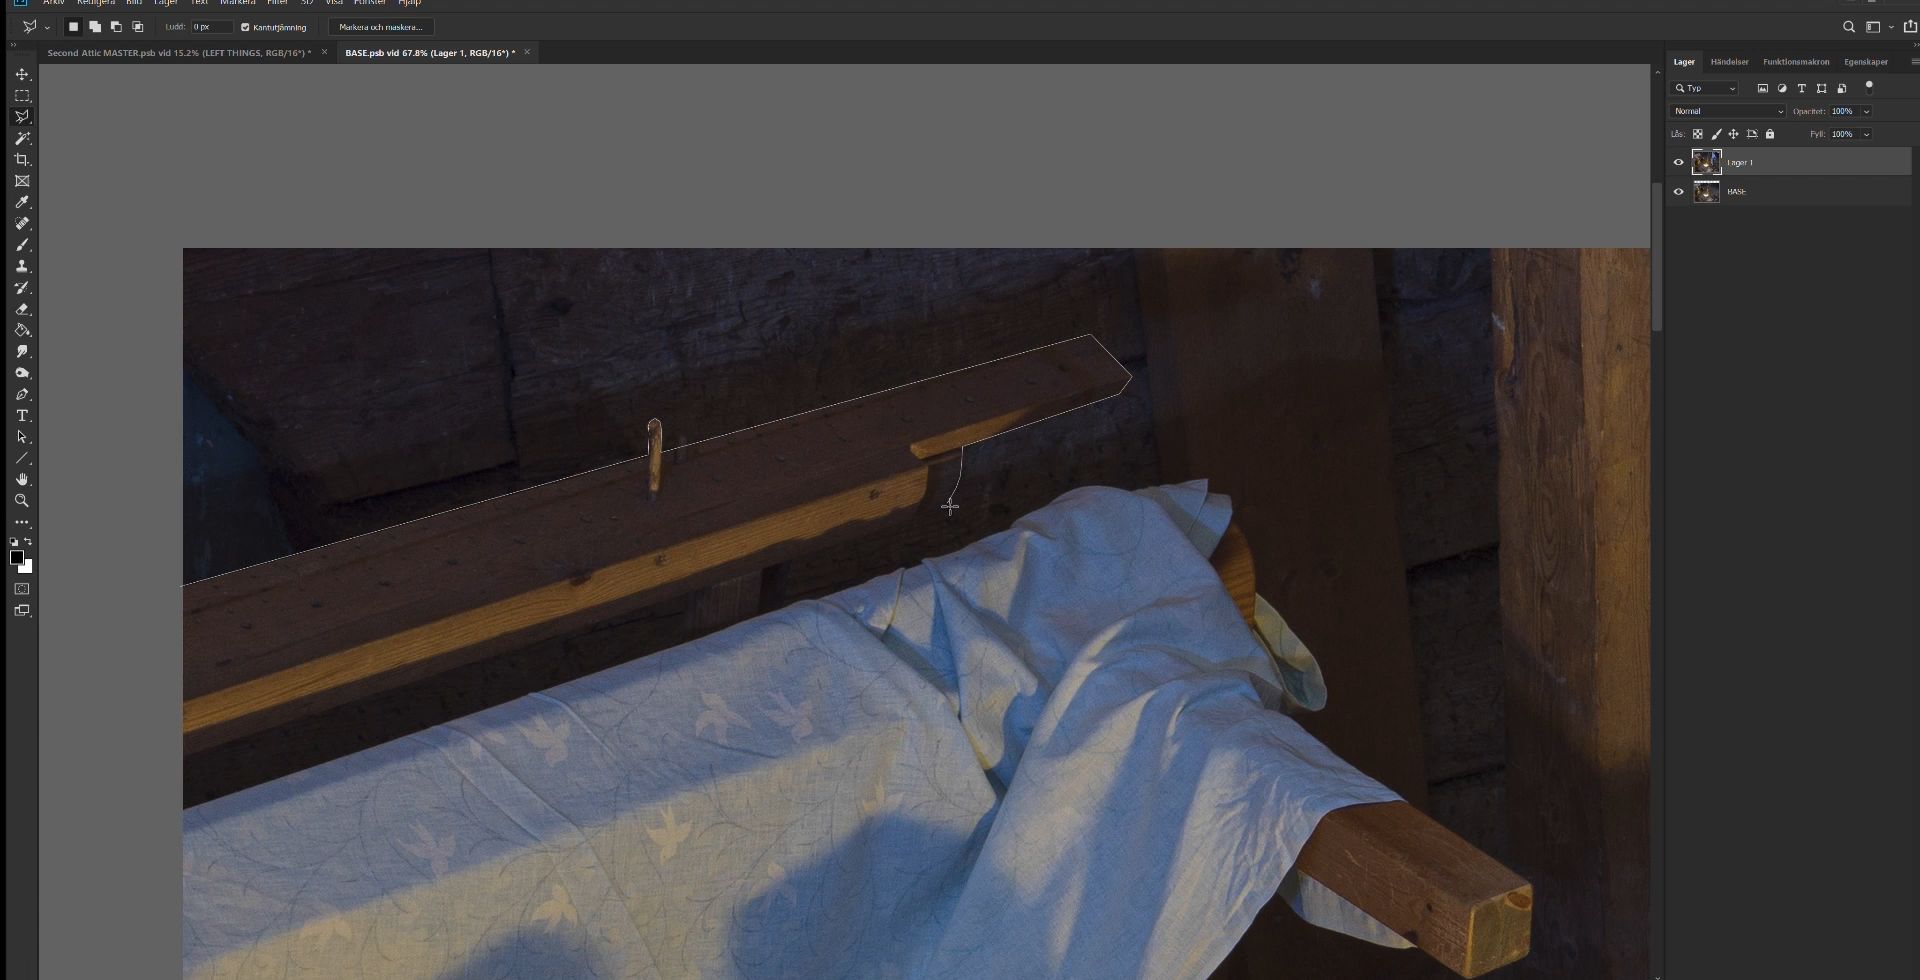 Arkiv Redigera Bild Lager Text Markera Filter 3D Visa Fönster Hjälp
Ludd: 0 px Kantutjämning Markera och maskera...
Second Attic MASTER.psb vid 15.2% (LEFT THINGS, RGB/16*) * BASE.psb vid 67.8% (Lager 1, RGB/16*) *
Lager Händelser Funktionsmakron Egenskaper
Typ
Normal Opacitet: 100%
Lås: Fyll: 100%
Lager 1
BASE